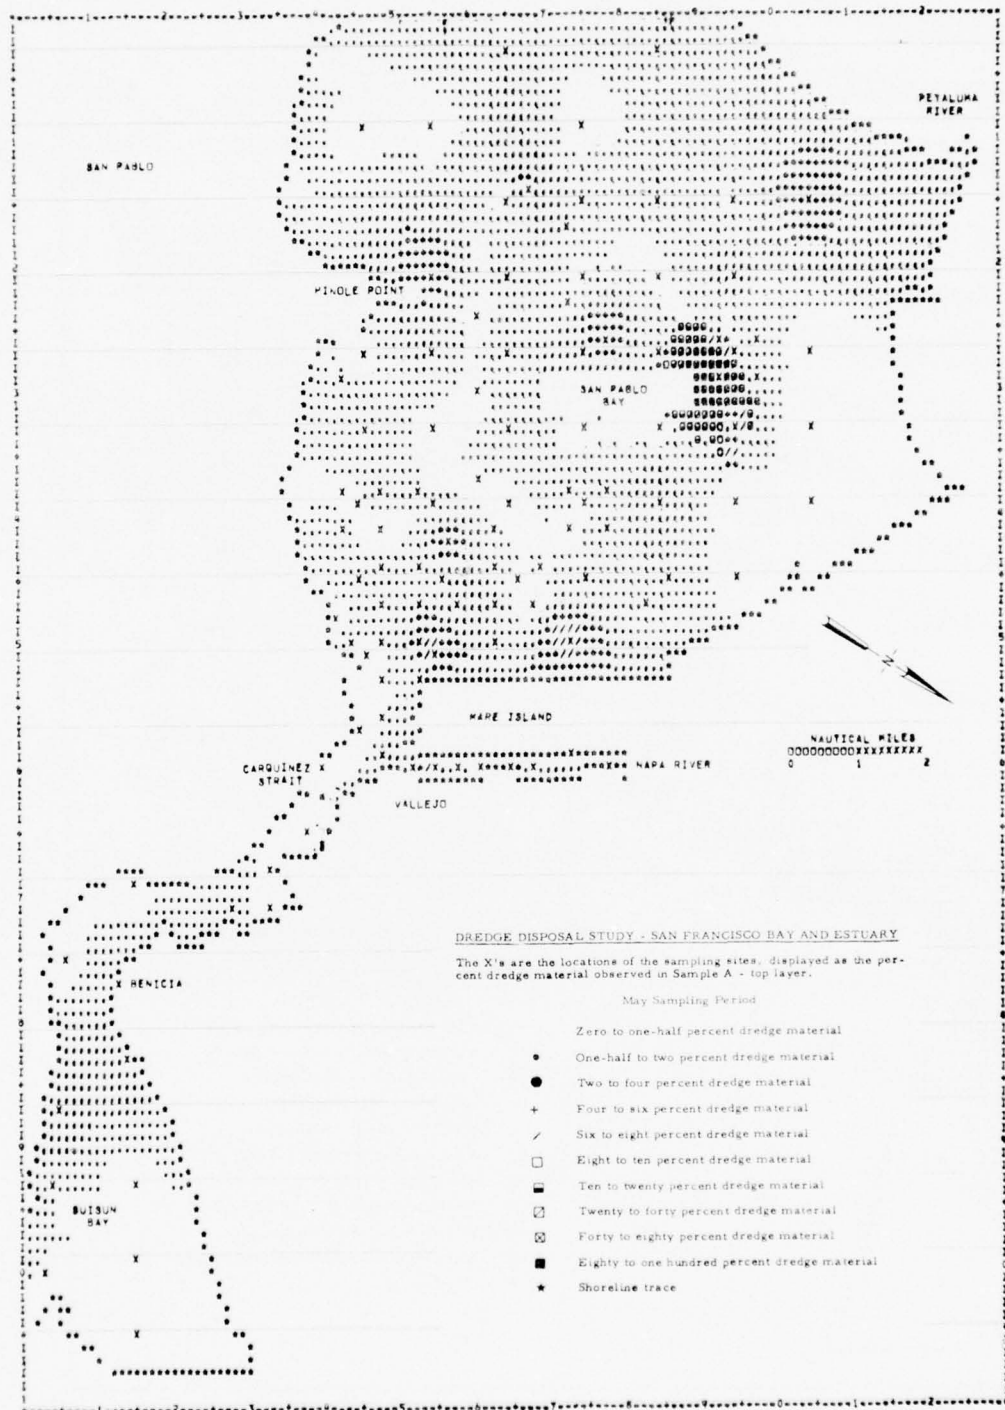 PETALUMA
RIVER
SAN PABLO
PINOLE POINT
SAN PABLO
BAY
MARE ISLAND
N
NAUTICAL MILES
0 1 2
CARQUINEZ
STRAIT
NAPA RIVER
VALLEJO
BENICIA
SUISUN
BAY
DREDGE DISPOSAL STUDY - SAN FRANCISCO BAY AND ESTUARY
The X's are the locations of the sampling sites, displayed as the per-
cent dredge material observed in Sample A - top layer.
May Sampling Period
Zero to one-half percent dredge material
One-half to two percent dredge material
Two to four percent dredge material
+ Four to six percent dredge material
/ Six to eight percent dredge material
Eight to ten percent dredge material
Ten to twenty percent dredge material
Twenty to forty percent dredge material
Forty to eighty percent dredge material
Eighty to one hundred percent dredge material
★ Shoreline trace